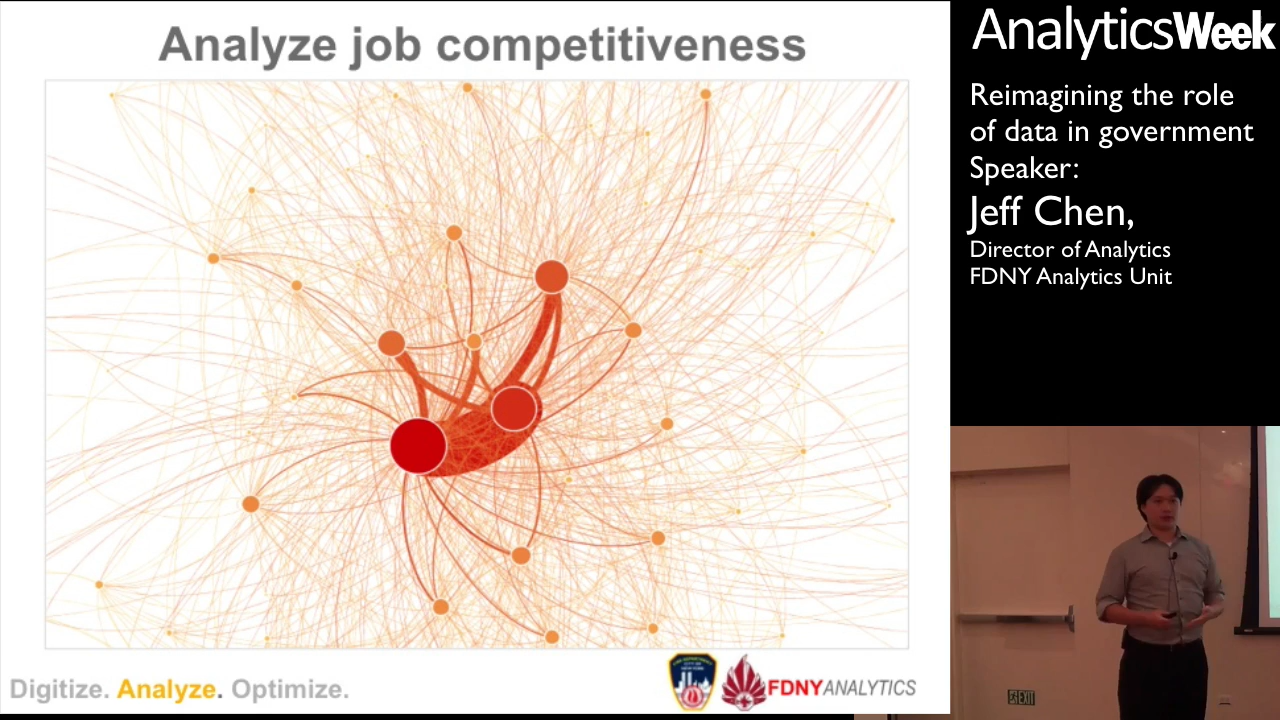 Analyze job competitiveness
Digitize. Analyze. Optimize.
FDNYANALYTICS
AnalyticsWeek
Reimagining the role
of data in government
Speaker:
Jeff Chen,
Director of Analytics
FDNY Analytics Unit
EXIT